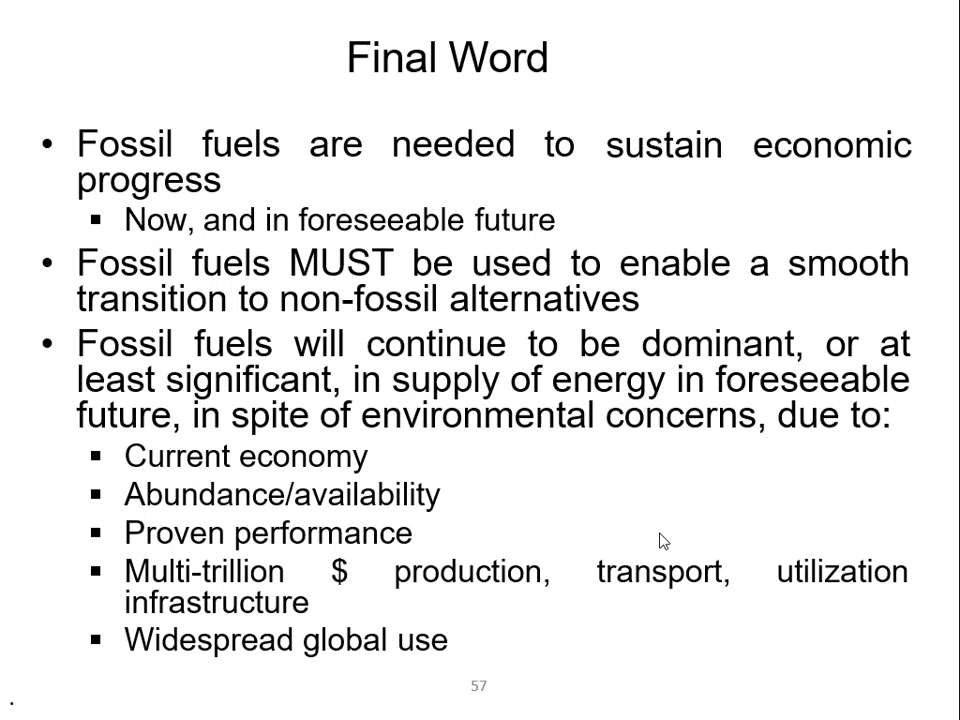 Final Word
• Fossil fuels are needed to sustain economic
progress
▪ Now, and in foreseeable future
• Fossil fuels MUST be used to enable a smooth
transition to non-fossil alternatives
• Fossil fuels will continue to be dominant, or at
least significant, in supply of energy in foreseeable
future, in spite of environmental concerns, due to:
▪ Current economy
▪ Abundance/availability
▪ Proven performance
▪ Multi-trillion $ production, transport, utilization
infrastructure
▪ Widespread global use
57
.